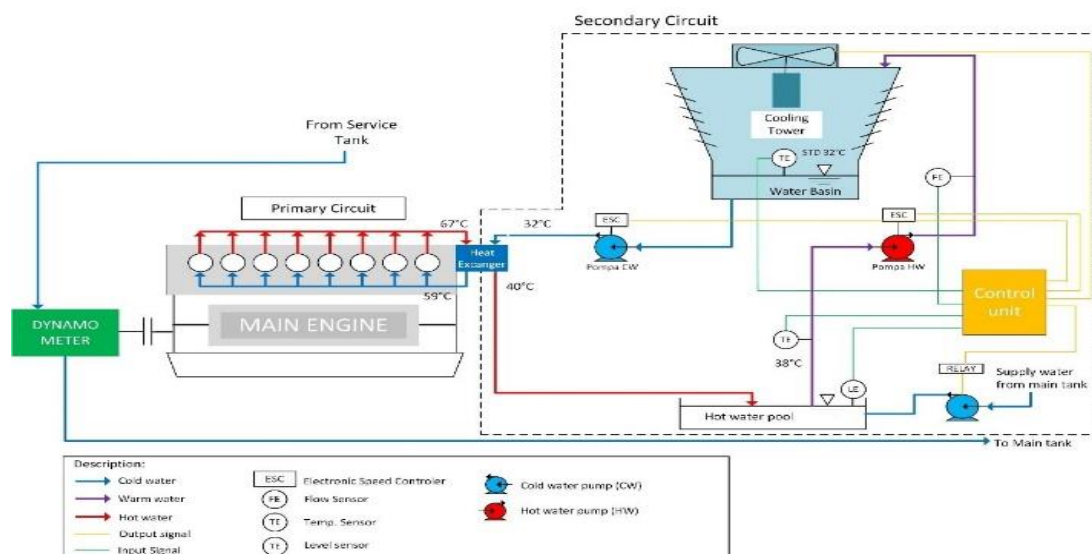 Secondary Circuit
From Service
Tank
Cooling
Tower
TE
STD 32°C
Water Basin
FE
Primary Circuit
67°C
32°C
ESC
Pompa CW
ESC
Pompa HW
Heat
Expanger
40°C
59°C
MAIN ENGINE
DYNAMO
METER
Control
unit
TE
38°C
LE
RELAY
Supply water
from main tank
Hot water pool
To Main tank
Description:
Cold water
Warm water
Hot water
Output signal
Input Signal
ESC Electronic Speed Controler
FE Flow Sensor
TE Temp. Sensor
TE Level sensor
Cold water pump (CW)
Hot water pump (HW)